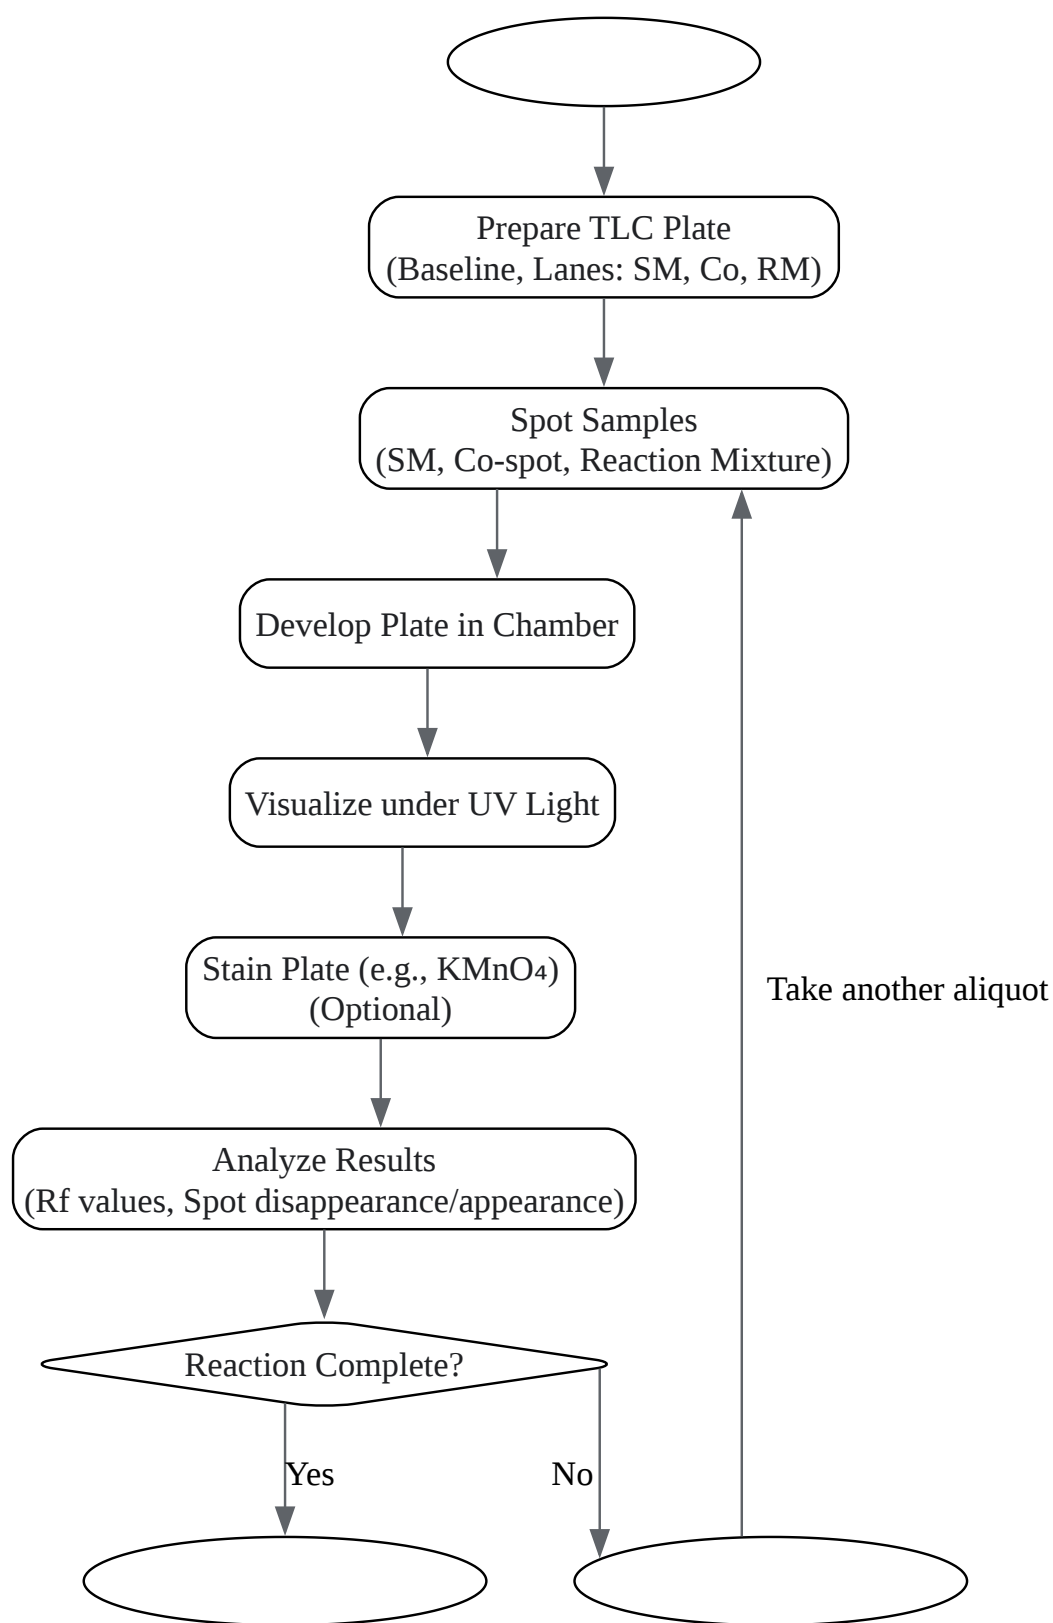 Prepare TLC Plate
(Baseline, Lanes: SM, Co, RM)
Spot Samples
(SM, Co-spot, Reaction Mixture)
Develop Plate in Chamber
Visualize under UV Light
Stain Plate (e.g., KMnO₄)
(Optional)
Take another aliquot
Analyze Results
(Rf values, Spot disappearance/appearance)
Reaction Complete?
Yes
No